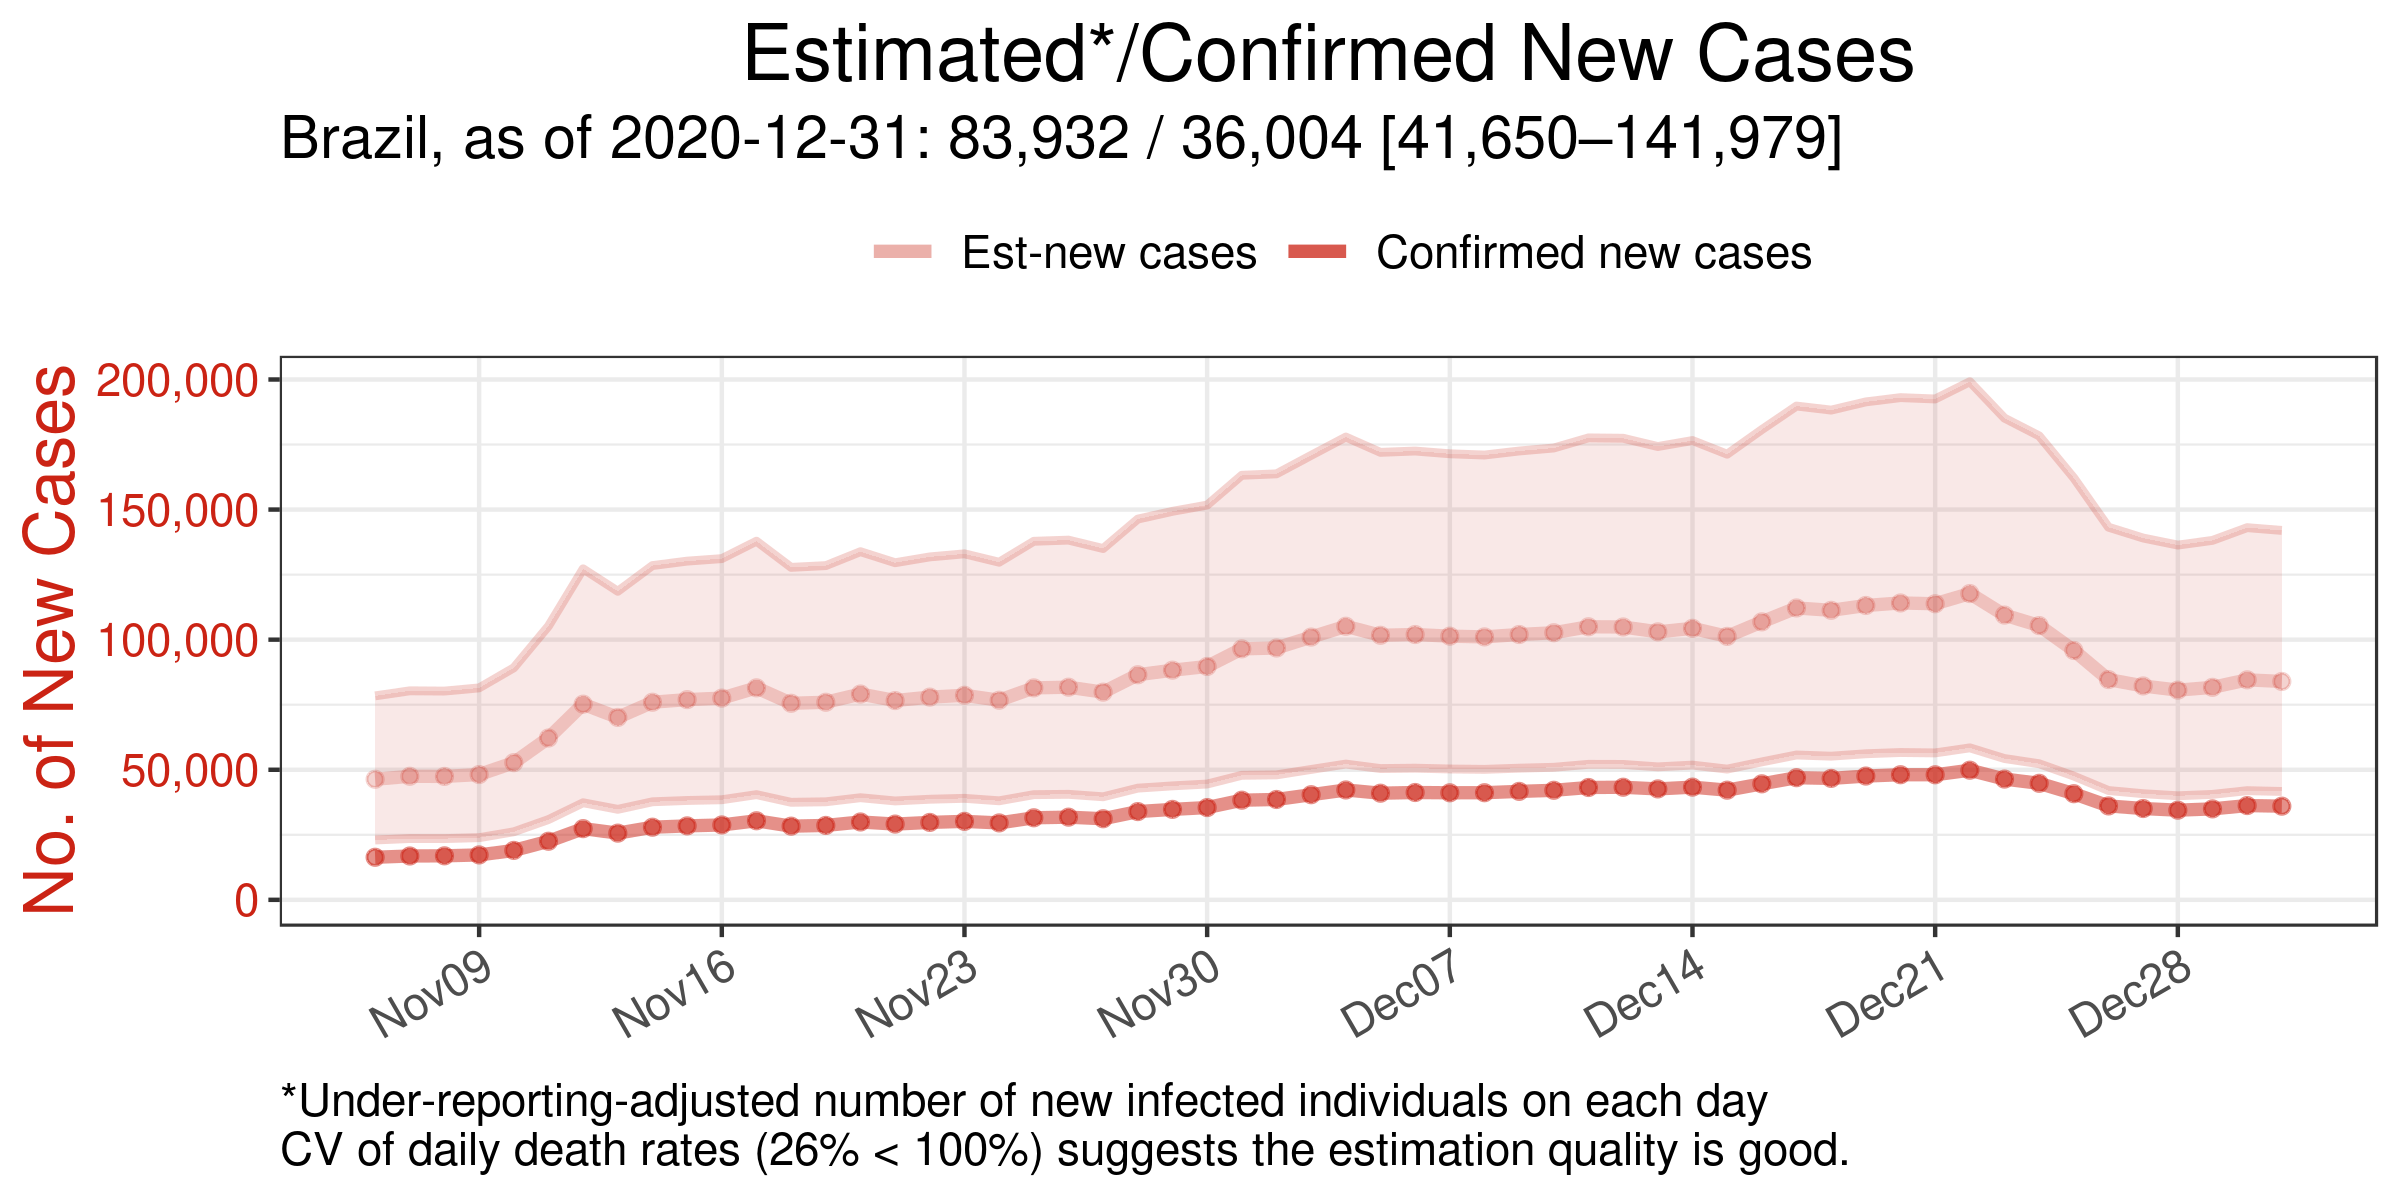 Estimated*/Confirmed New Cases
Brazil, as of 2020-12-31: 83,932 / 36,004 [41,650–141,979]
Est-new cases Confirmed new cases
No. of New Cases
200,000
150,000
100,000
50,000
0
Nov09 Nov16 Nov23 Nov30 Dec07 Dec14 Dec21 Dec28
*Under-reporting-adjusted number of new infected individuals on each day
CV of daily death rates (26% < 100%) suggests the estimation quality is good.